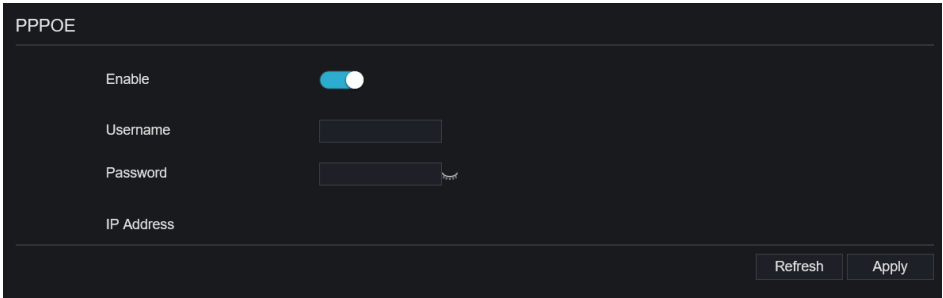 PPPOE
Enable
Username
Password
IP Address
Refresh Apply